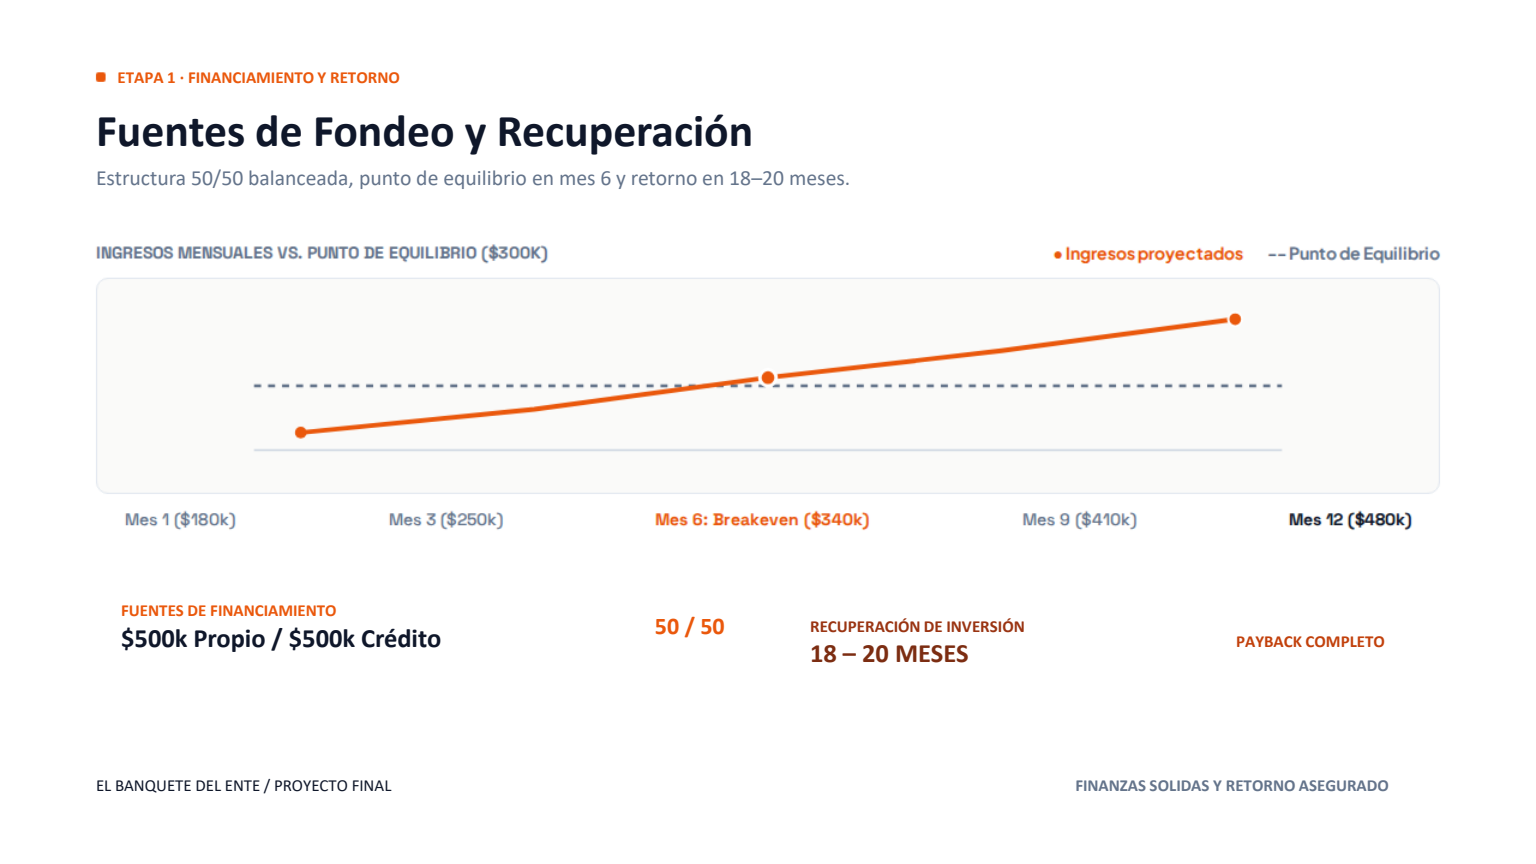 ETAPA 1 · FINANCIAMIENTO Y RETORNO
Fuentes de Fondeo y Recuperación
Estructura 50/50 balanceada, punto de equilibrio en mes 6 y retorno en 18–20 meses.
INGRESOS MENSUALES VS. PUNTO DE EQUILIBRIO ($300K)
• Ingresos proyectados
-- Punto de Equilibrio
Mes 1 ($180k)
Mes 3 ($250k)
Mes 6: Breakeven ($340k)
Mes 9 ($410k)
Mes 12 ($480k)
FUENTES DE FINANCIAMIENTO
$500k Propio / $500k Crédito
50 / 50
RECUPERACIÓN DE INVERSIÓN
18 – 20 MESES
PAYBACK COMPLETO
EL BANQUETE DEL ENTE / PROYECTO FINAL
FINANZAS SOLIDAS Y RETORNO ASEGURADO